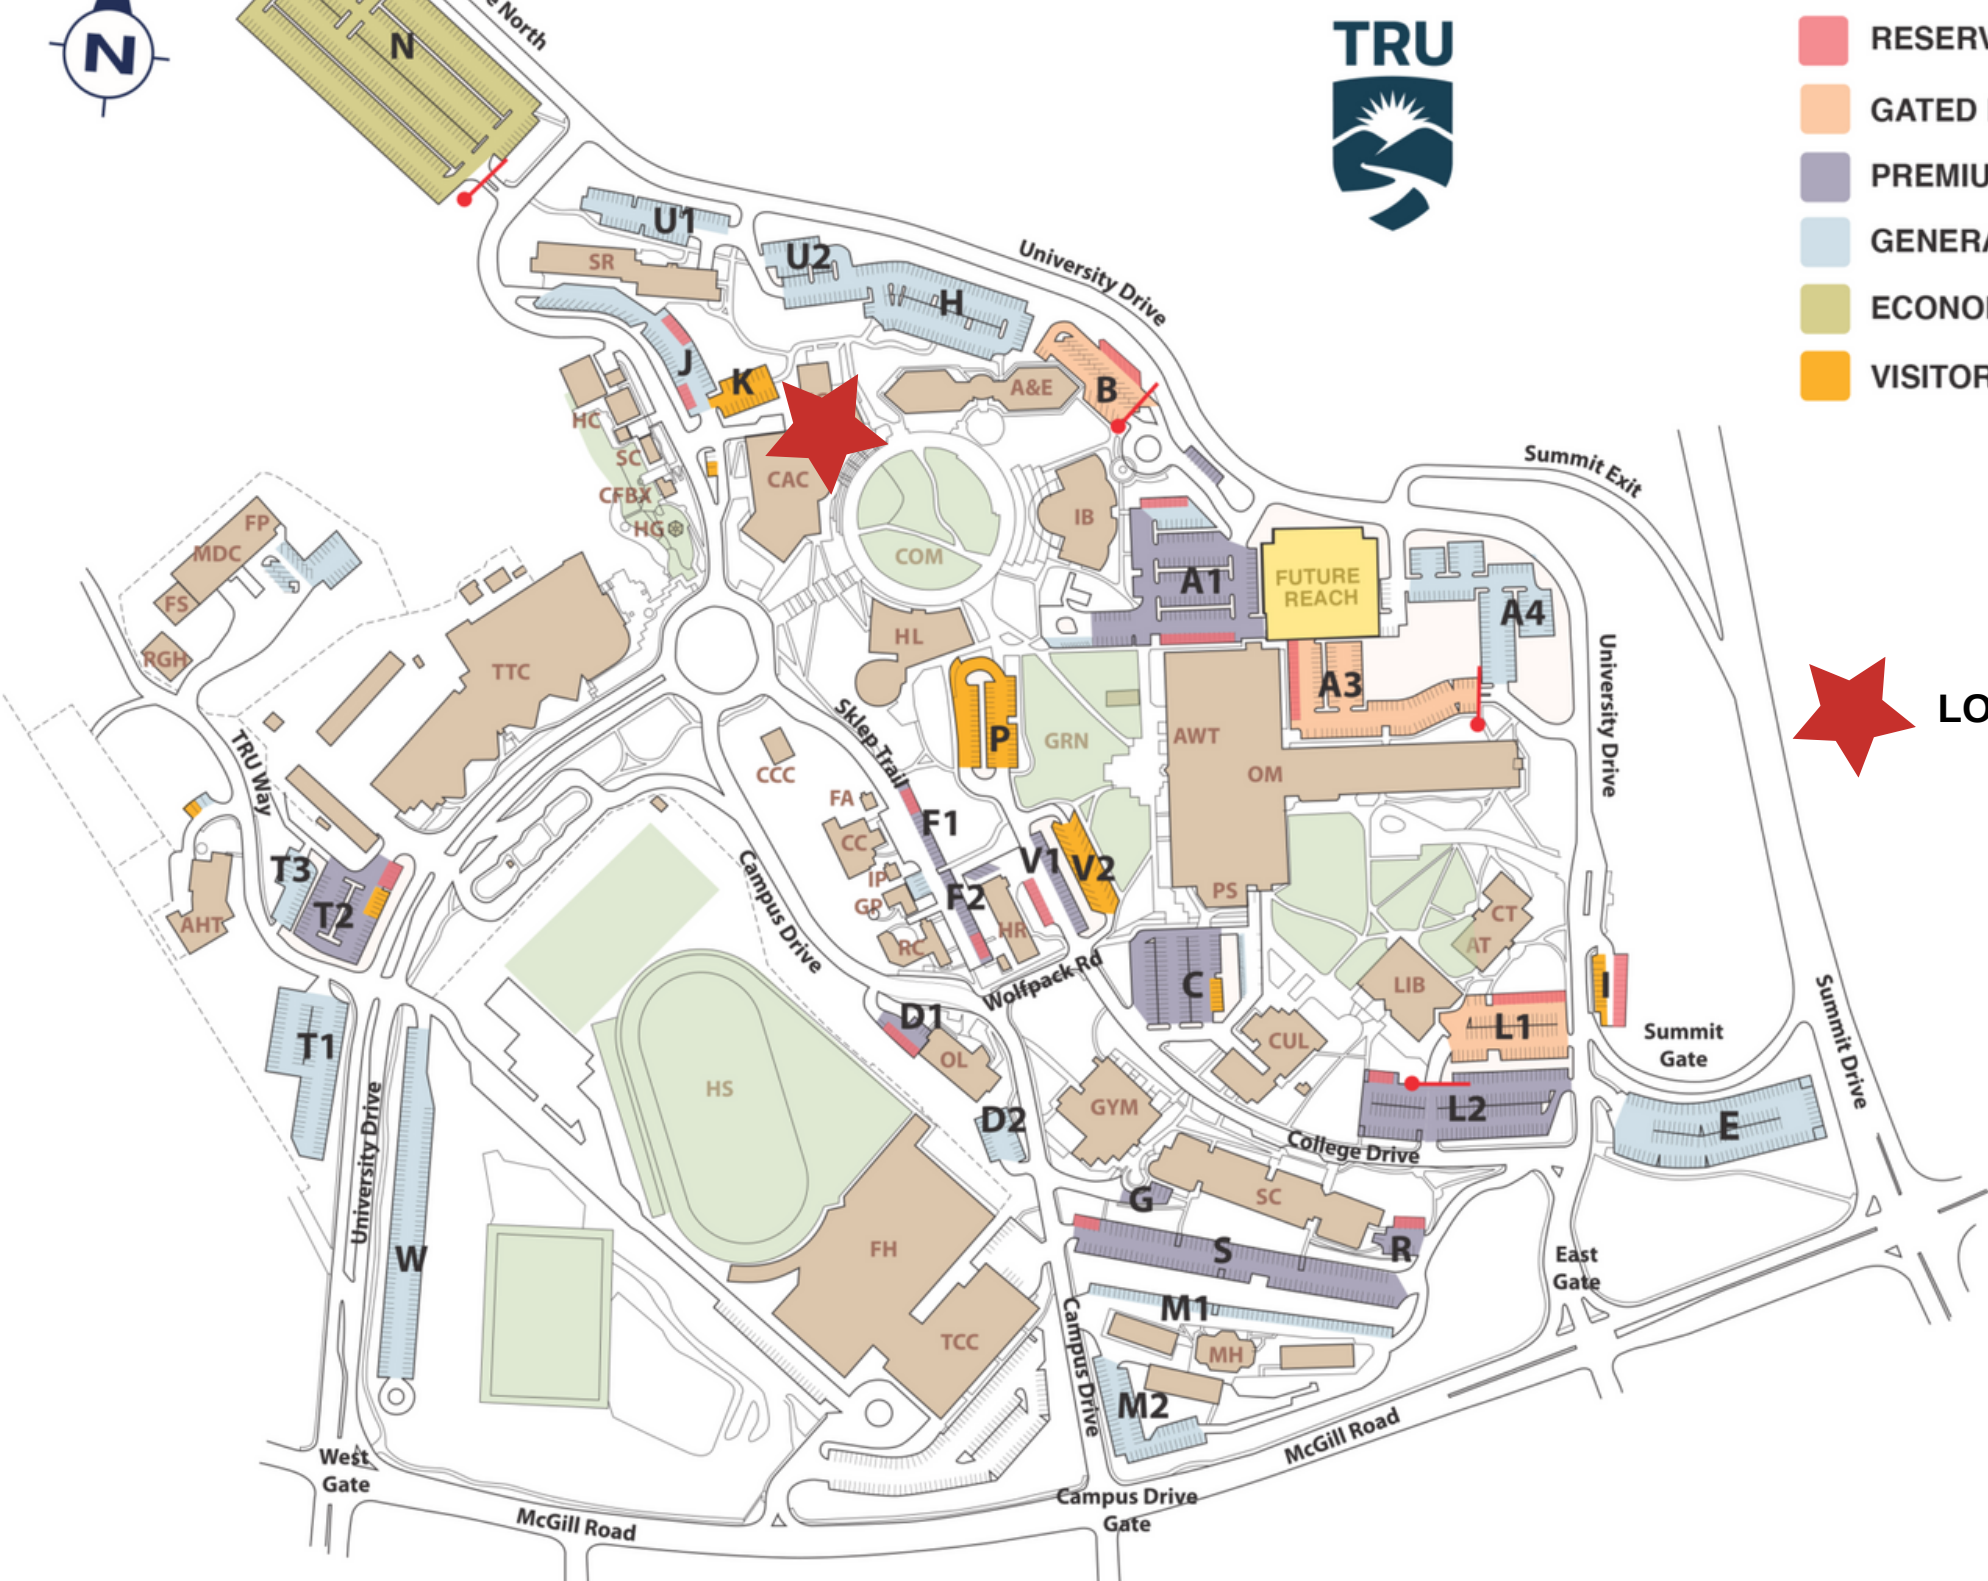 N
e North
N
TRU
RESERV
GATED
PREMIU
GENERA
ECONO
VISITOR
U1
SR
U2
H
University Drive
J
K
A&E
B
HC
SC
CFBX
HG
CAC
COM
IB
Summit Exit
FP
MDC
FS
RGH
TTC
A1
FUTURE
REACH
A4
HL
University Drive
LO
A3
Sklep Trail
P
GRN
AWT
OM
TRU Way
CCC
FA
CC
F1
IP
GP
F2
V1
V2
HR
RC
PS
CT
AT
T3
T2
AHT
Campus Drive
Wolfpack Rd
C
LIB
I
L1
Summit
Gate
Summit Drive
T1
D1
OL
CUL
HS
D2
GYM
L2
E
College Drive
University Drive
G
SC
W
FH
S
R
East
Gate
M1
TCC
MH
Campus Drive
M2
McGill Road
West
Gate
Campus Drive
Gate
McGill Road